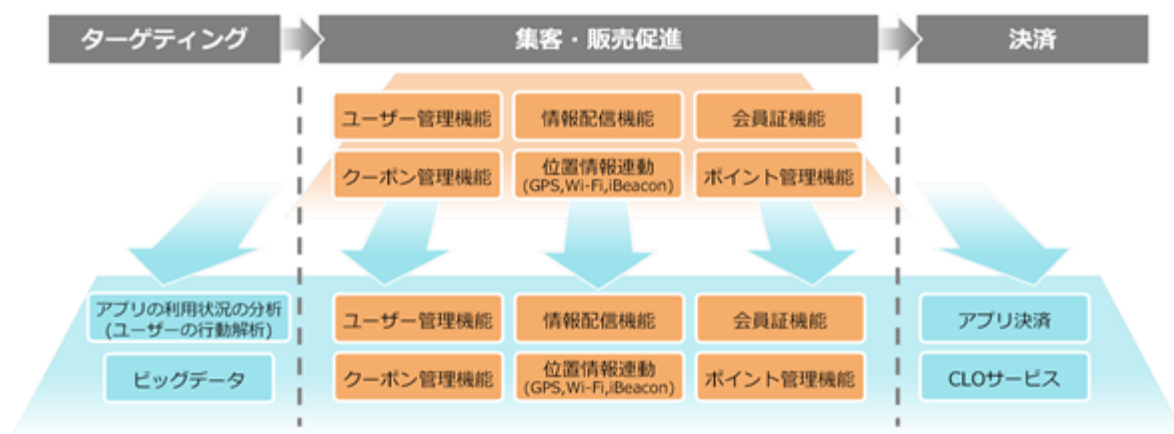 ターゲティング
集客・販売促進
決済
ユーザー管理機能
情報配信機能
会員証機能
クーポン管理機能
位置情報連動
(GPS,Wi-Fi,iBeacon)
ポイント管理機能
アプリの利用状況の分析
(ユーザーの行動解析)
ユーザー管理機能
情報配信機能
会員証機能
アプリ決済
ビッグデータ
クーポン管理機能
位置情報連動
(GPS,Wi-Fi,iBeacon)
ポイント管理機能
CLOサービス